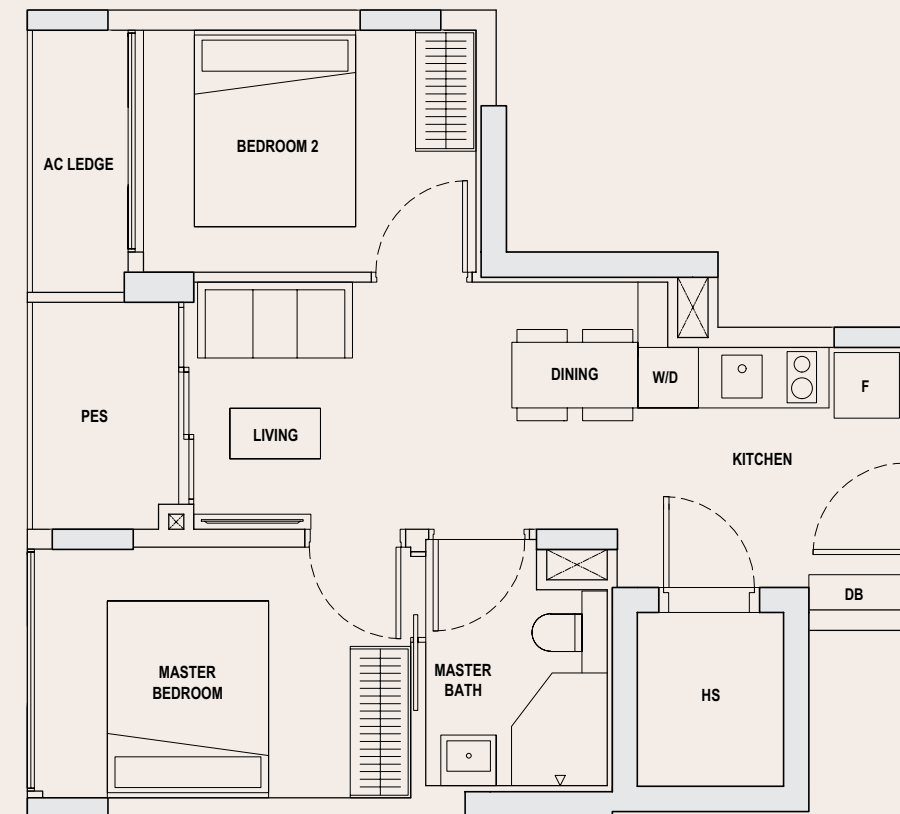 BEDROOM 2
AC LEDGE
DINING
W/D
F
PES
LIVING
KITCHEN
DB
MASTER
BEDROOM
MASTER
BATH
HS